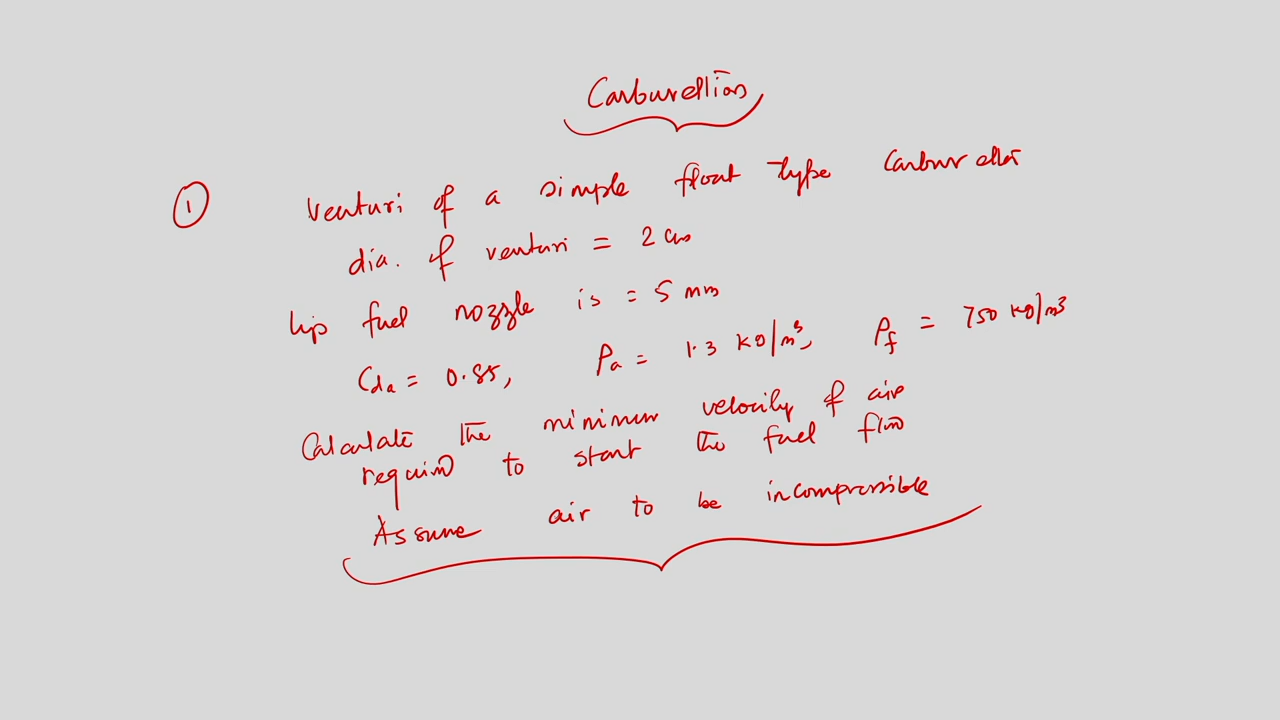 Carburettion
① Venturi of a simple float type Carburettor
dia. of venturi = 2 cm
lip fuel nozzle is = 5 mm
Cda = 0.85, ρa = 1.3 kg/m³, ρf = 750 kg/m³
Calculate the minimum velocity of air
required to start the fuel flow
Assume air to be incompressible